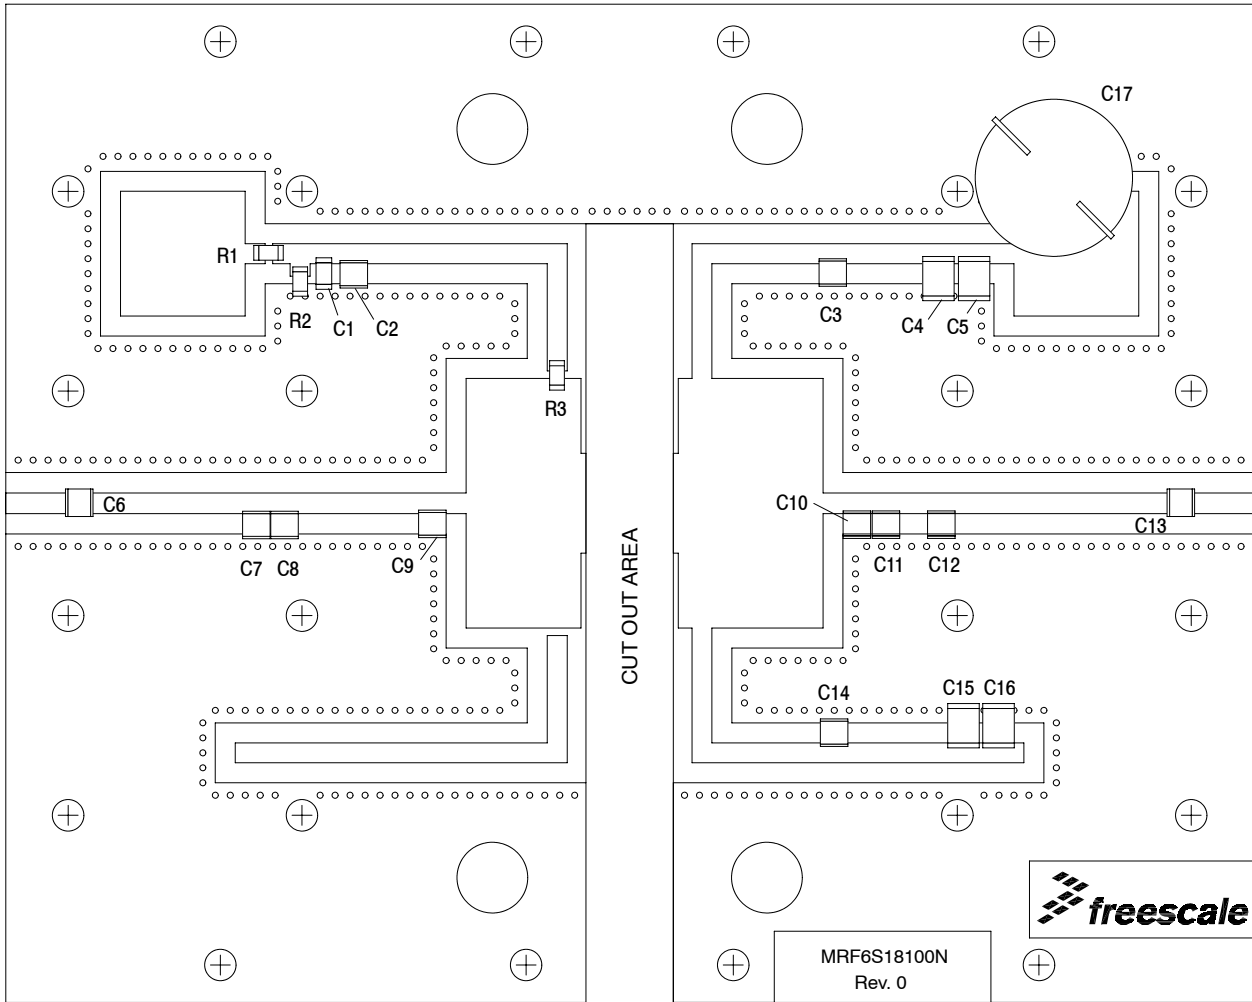 C17
R1
R2
C1
C2
C3
C4
C5
R3
C6
C7
C8
C9
CUT OUT AREA
C10
C11
C12
C13
C14
C15
C16
freescale
MRF6S18100N
Rev. 0